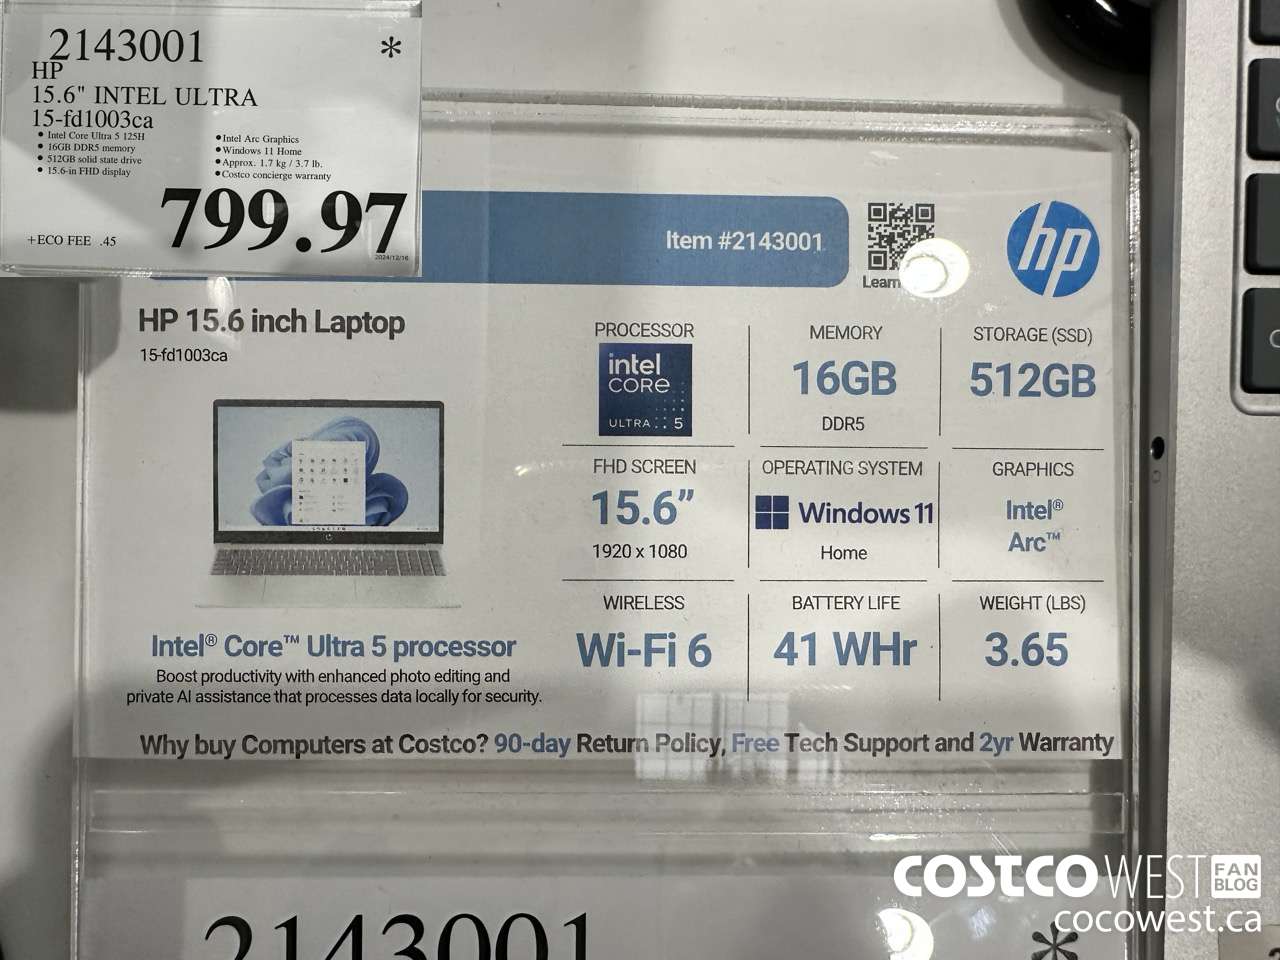 2143001 *
HP
15.6" INTEL ULTRA
15-fd1003ca
• Intel Core Ultra 5 125H
• 16GB DDR5 memory
• 512GB solid state drive
• 15.6-in FHD display
• Intel Arc Graphics
• Windows 11 Home
• Approx. 1.7 kg / 3.7 lb.
• Costco concierge warranty
+ECO FEE .45
799.97
2024/12/16
Item #2143001
Learn
hp
HP 15.6 inch Laptop
15-fd1003ca
PROCESSOR
intel
CORE
ULTRA 5
MEMORY
16GB
DDR5
STORAGE (SSD)
512GB
FHD SCREEN
15.6”
1920 x 1080
OPERATING SYSTEM
Windows 11
Home
GRAPHICS
Intel®
Arc™
WIRELESS
Wi-Fi 6
BATTERY LIFE
41 WHr
WEIGHT (LBS)
3.65
Intel® Core™ Ultra 5 processor
Boost productivity with enhanced photo editing and
private AI assistance that processes data locally for security.
Why buy Computers at Costco? 90-day Return Policy, Free Tech Support and 2yr Warranty
2143001 *
COSTCO WEST FAN BLOG
cocowest.ca